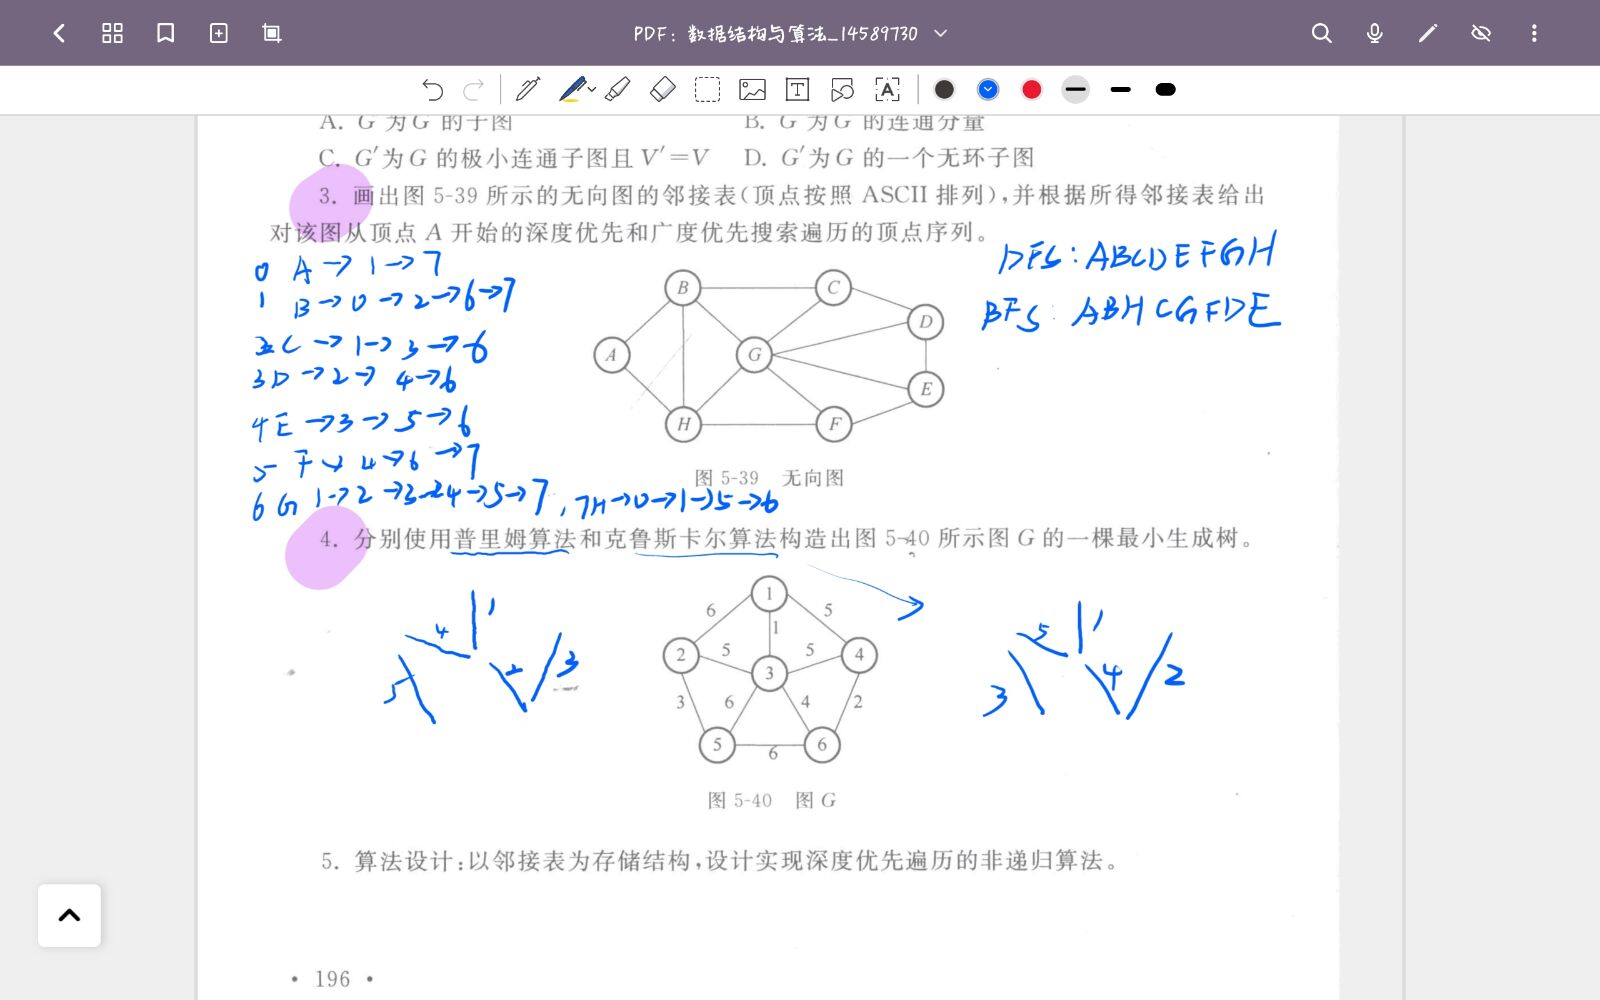 PDF：数据结构与算法_14589730
A. G 为 G 的子图 B. G 为 G 的连通分量
C. G′为 G 的极小连通子图且 V′=V D. G′为 G 的一个无环子图
3. 画出图 5-39 所示的无向图的邻接表(顶点按照 ASCII 排列),并根据所得邻接表给出
对该图从顶点 A 开始的深度优先和广度优先搜索遍历的顶点序列。
DFS: ABCDEFGH
BFS: ABHCGFDE
0 A→1→7
1 B→0→2→6→7
2 C→1→3→6
3 D→2→4→6
4 E→3→5→6
5 F→4→6→7
6 G 1→2→3→4→5→7, 7H→0→1→5→6
B C
D
A G
E
H F
图 5-39 无向图
4. 分别使用普里姆算法和克鲁斯卡尔算法构造出图 5-40 所示图 G 的一棵最小生成树。
4 1 2 3 5
1
6 5
1
2 5 5 4
3
3 6 4 2
5 6
6
5 1 4 2 3
图 5-40 图 G
5. 算法设计:以邻接表为存储结构,设计实现深度优先遍历的非递归算法。
• 196 •